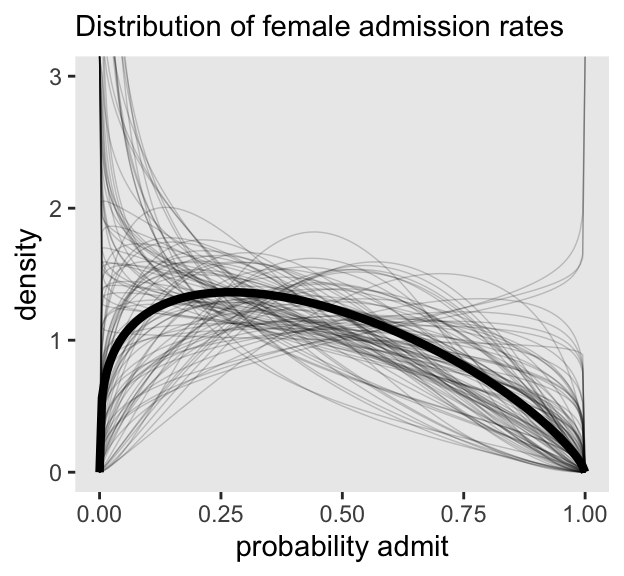 Distribution of female admission rates
3
2
1
0
density
0.00 0.25 0.50 0.75 1.00
probability admit